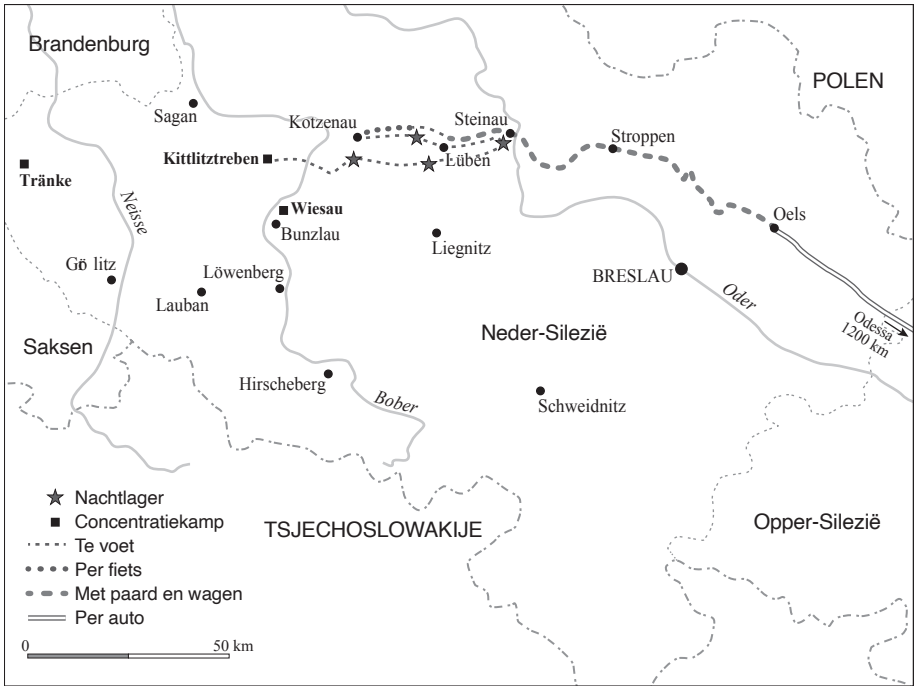 Brandenburg
POLEN
Sagan
Kotzenau
Steinau
Stroppen
Kittlitztreben
Lüben
Tränke
Neisse
Wiesau
Bunzlau
Oels
Liegnitz
Görlitz
Löwenberg
BRESLAU
Lauban
Oder
Odessa
1200 km
Neder-Silezië
Saksen
Hirscheberg
Bober
Schweidnitz
Nachtlager
Concentratiekamp
TSJECHOSLOWAKIJE
Opper-Silezië
Te voet
Per fiets
Met paard en wagen
Per auto
0 50 km